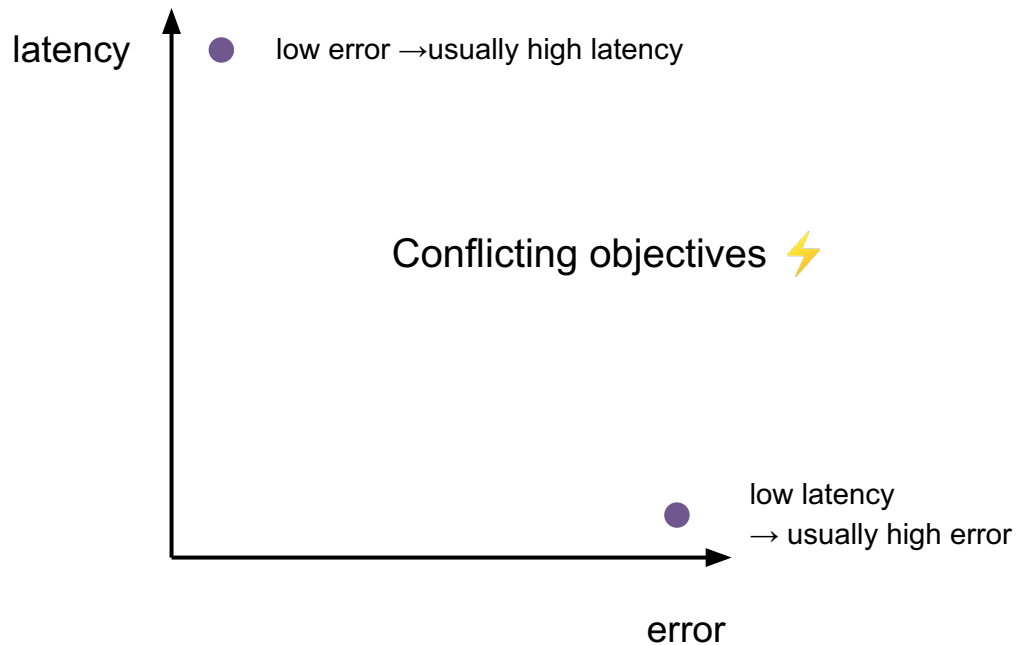 latency
low error →usually high latency
Conflicting objectives ⚡
low latency
→ usually high error
error